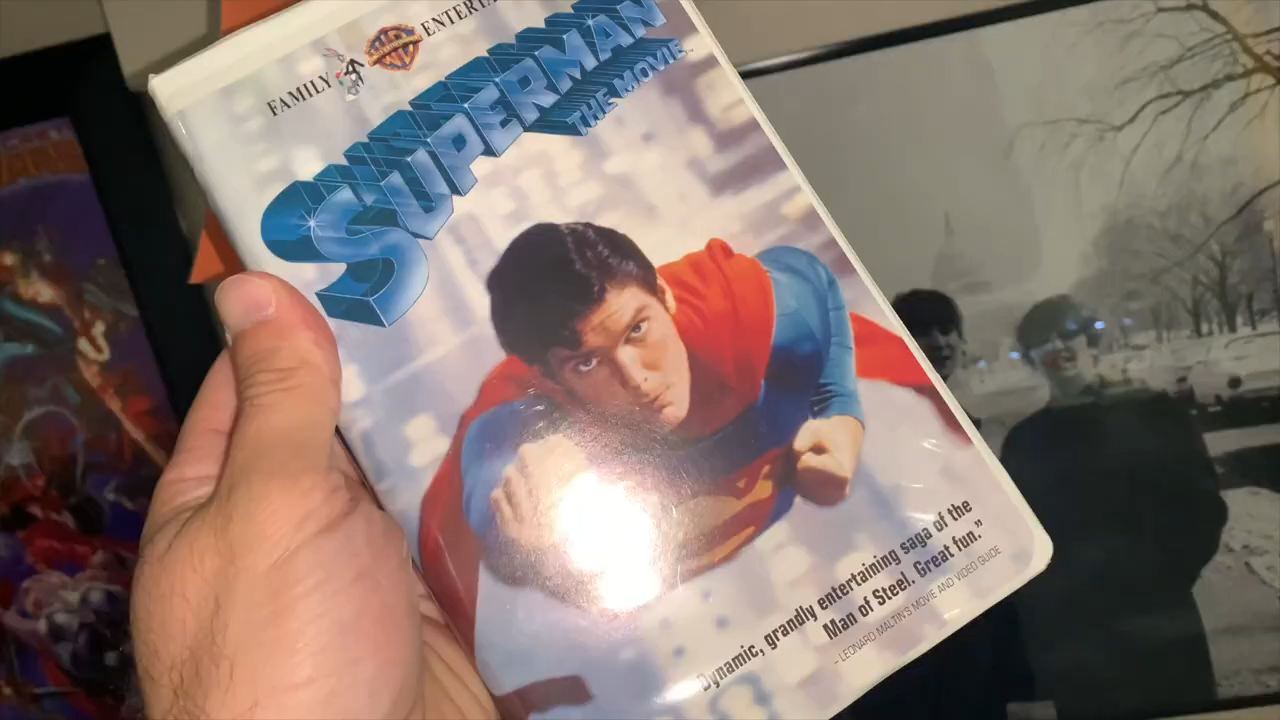 FAMILY ENTERTA
SUPERMAN
THE MOVIE
Dynamic, grandly entertaining saga of the
Man of Steel. Great fun.”
- LEONARD MALTIN'S MOVIE AND VIDEO GUIDE